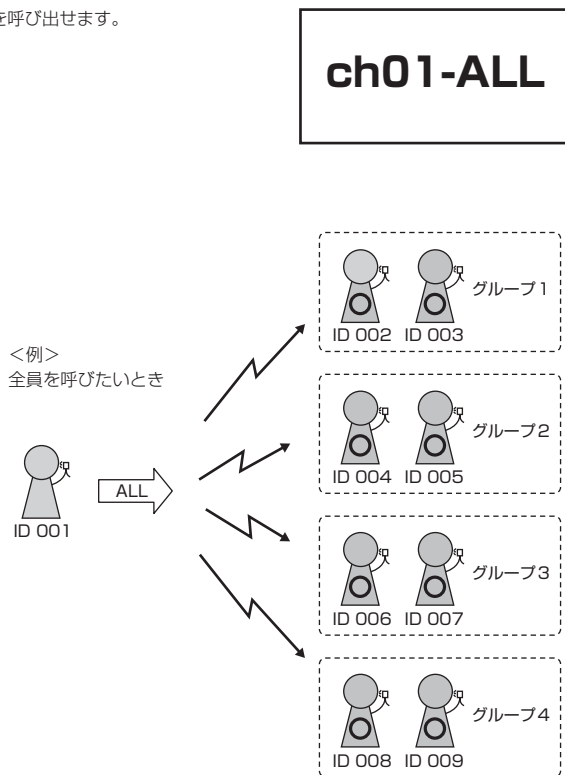 を呼び出せます。
ch01-ALL
グループ1
ID 002 ID 003
<例>
全員を呼びたいとき
グループ2
ID 004 ID 005
ALL
ID 001
グループ3
ID 006 ID 007
グループ4
ID 008 ID 009